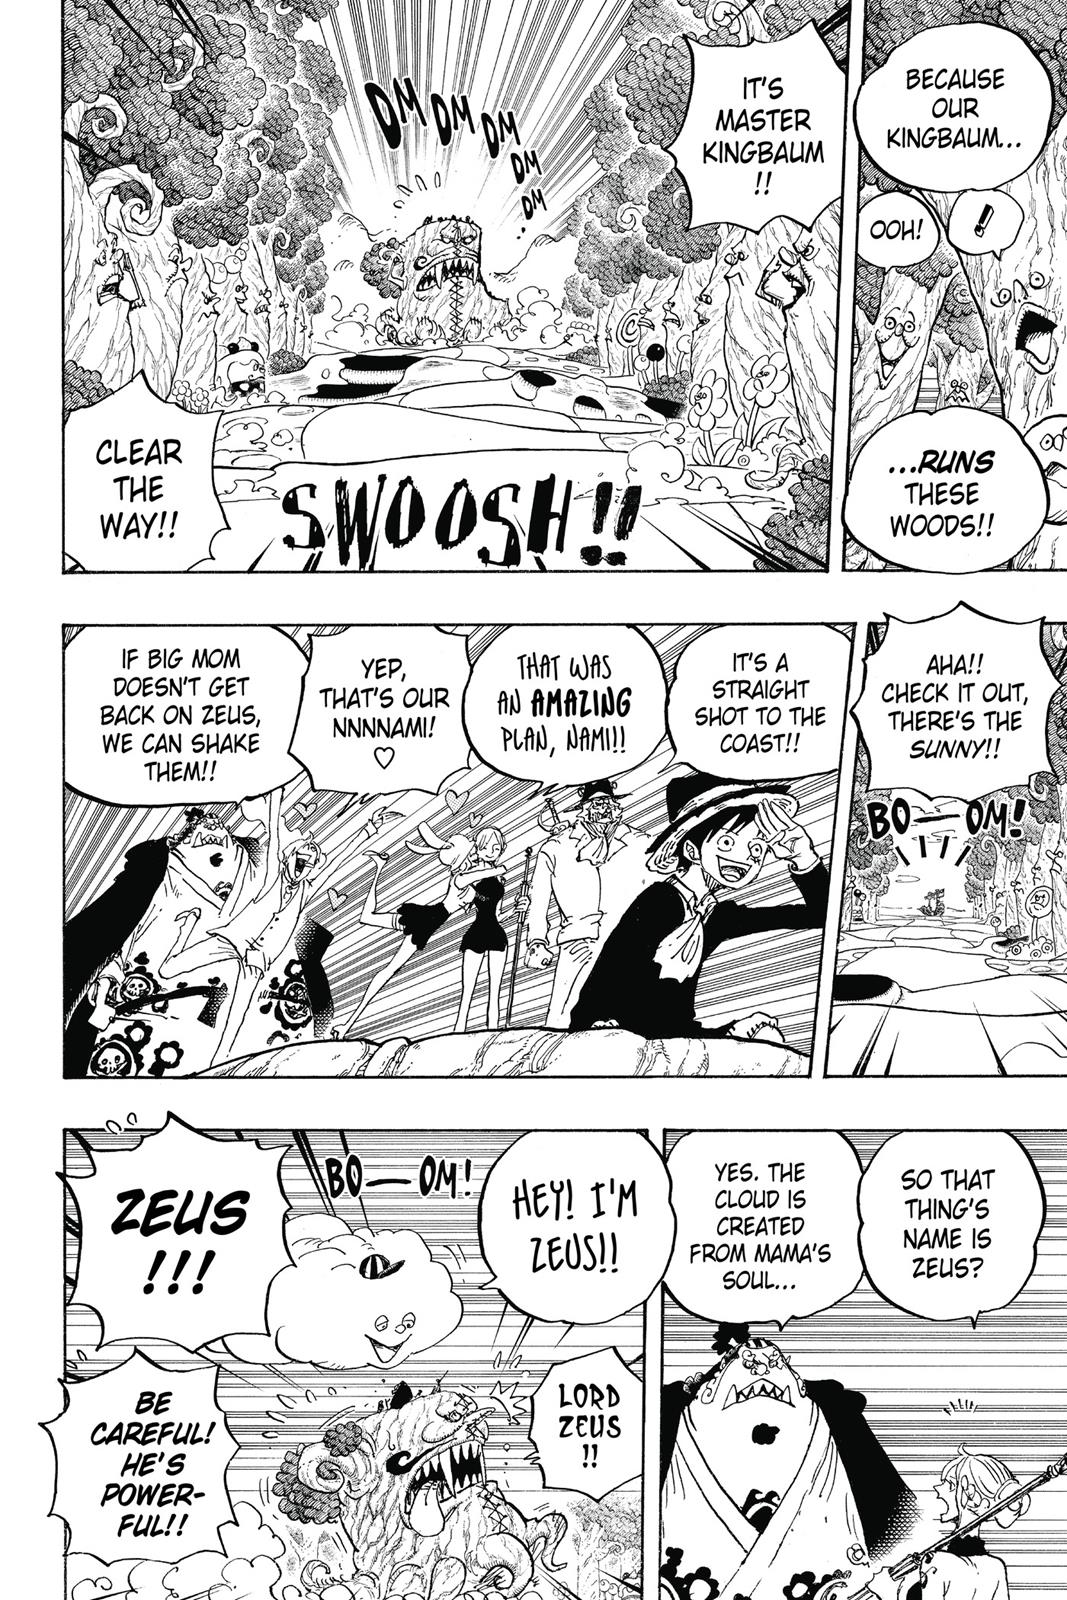 BECAUSE
OUR
KINGBAUM...
!
OOH!
...RUNS
THESE
WOODS!!
IT'S
MASTER
KINGBAUM
!!
DM DM DM
DM
DM
CLEAR
THE
WAY!!
SWOOSH!!
AHA!!
CHECK IT OUT,
THERE'S THE
SUNNY!!
BO—OM!
IT'S A
STRAIGHT
SHOT TO THE
COAST!!
THAT WAS
AN AMAZING
PLAN, NAMI!!
YEP,
THAT'S OUR
NNNNAMI!
♡
IF BIG MOM
DOESN'T GET
BACK ON ZEUS,
WE CAN SHAKE
THEM!!
SO THAT
THING'S
NAME IS
ZEUS?
YES. THE
CLOUD IS
CREATED
FROM MAMA'S
SOUL...
HEY! I'M
ZEUS!!
BO—OM!
ZEUS
!!!
LORD
ZEUS
!!
BE
CAREFUL!
HE'S
POWER-
FUL!!